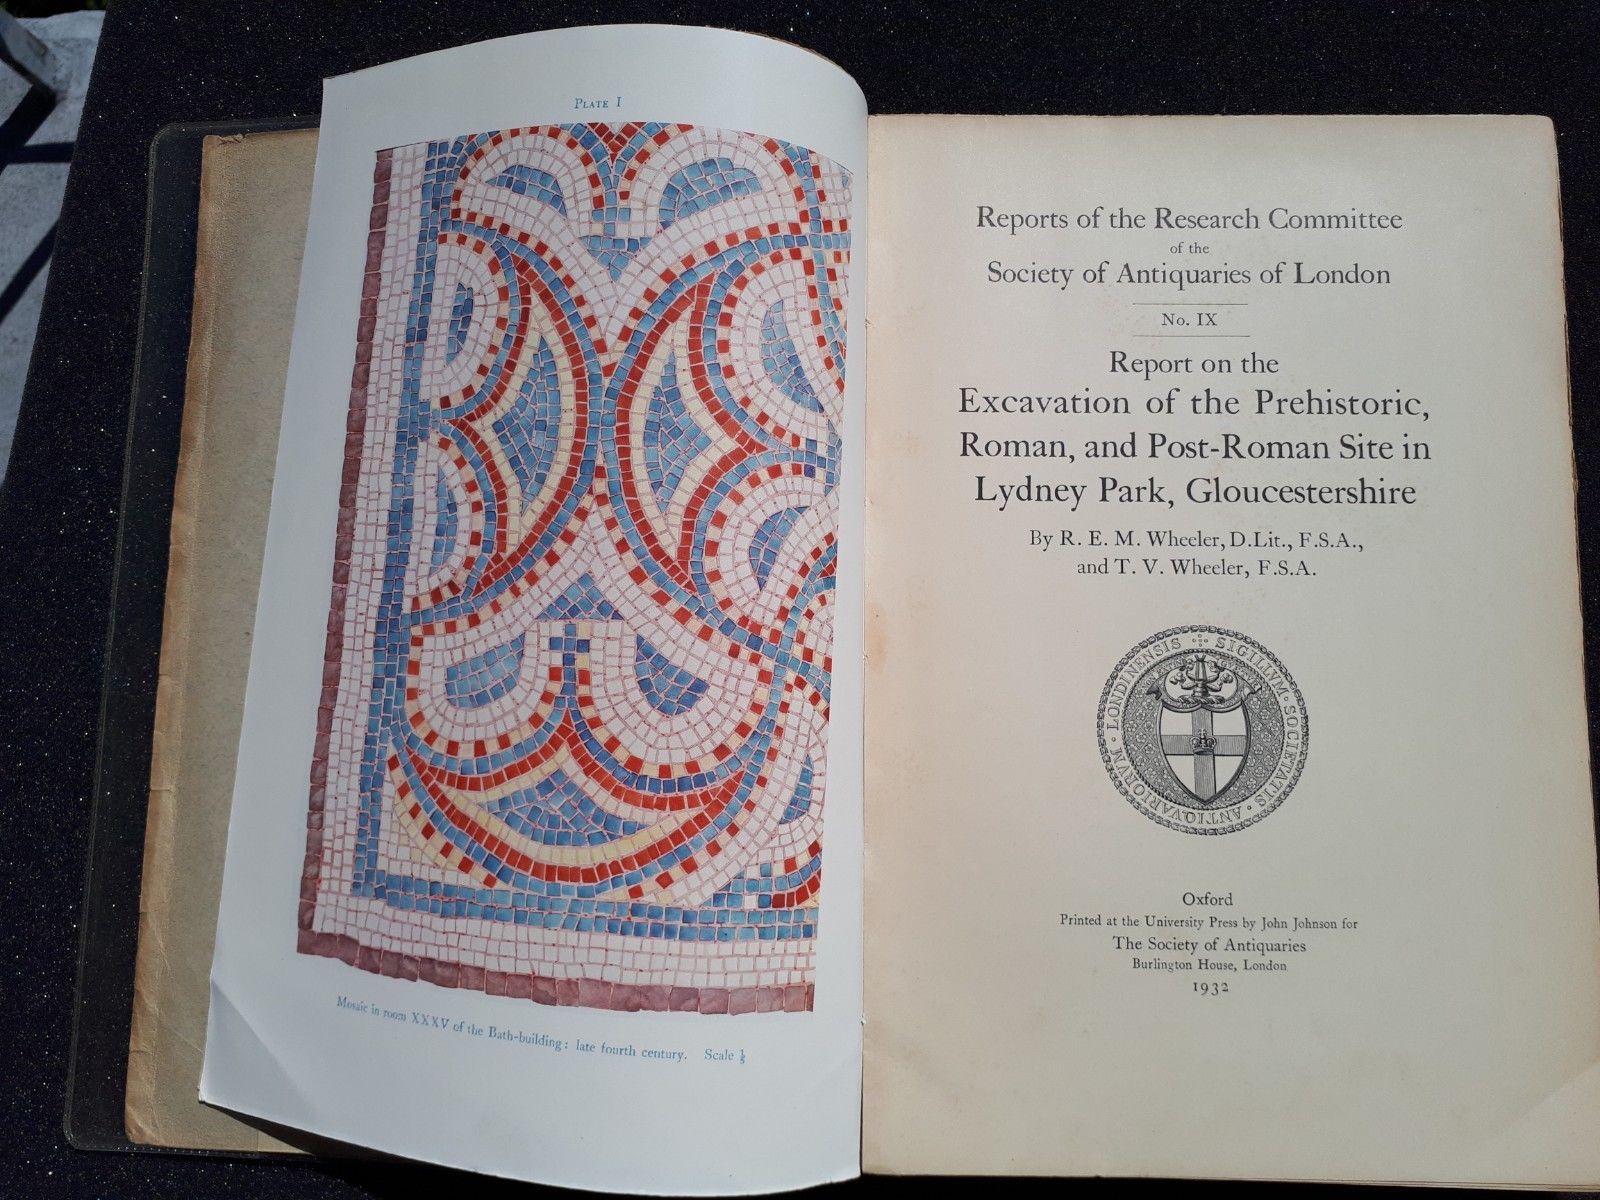 Plate I
Mosaic in room XXXV of the Bath-building: late fourth century. Scale ⅛
Reports of the Research Committee
of the
Society of Antiquaries of London
No. IX
Report on the
Excavation of the Prehistoric,
Roman, and Post-Roman Site in
Lydney Park, Gloucestershire
By R. E. M. Wheeler, D.Lit., F.S.A.,
and T. V. Wheeler, F.S.A.
SIGILLVM · SOCIETATIS · ANTIQVARIORVM · LONDINENSIS
Oxford
Printed at the University Press by John Johnson for
The Society of Antiquaries
Burlington House, London
1932